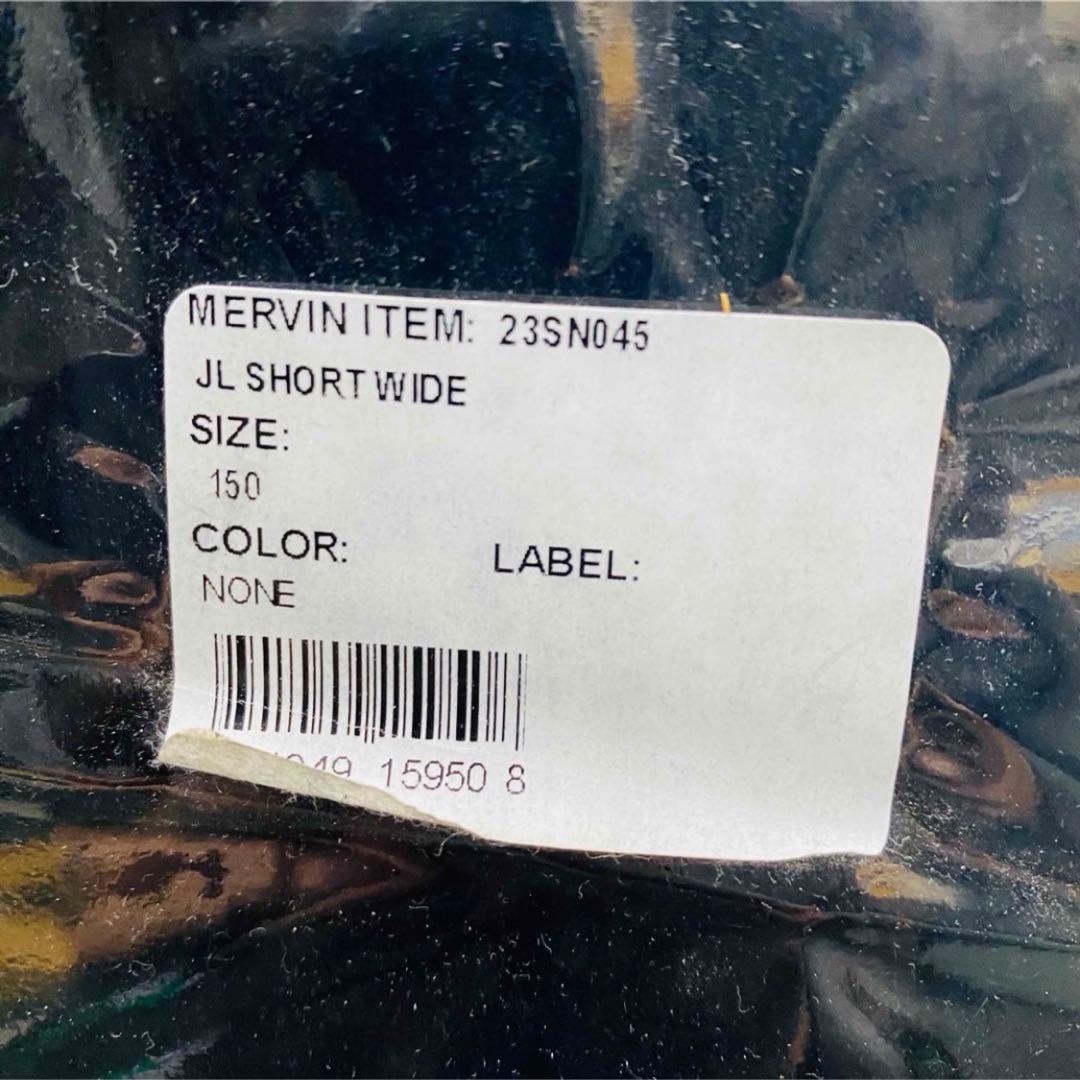 MERVIN ITEM: 23SN045
JL SHORT WIDE
SIZE:
150
COLOR: LABEL:
NONE
15950 8